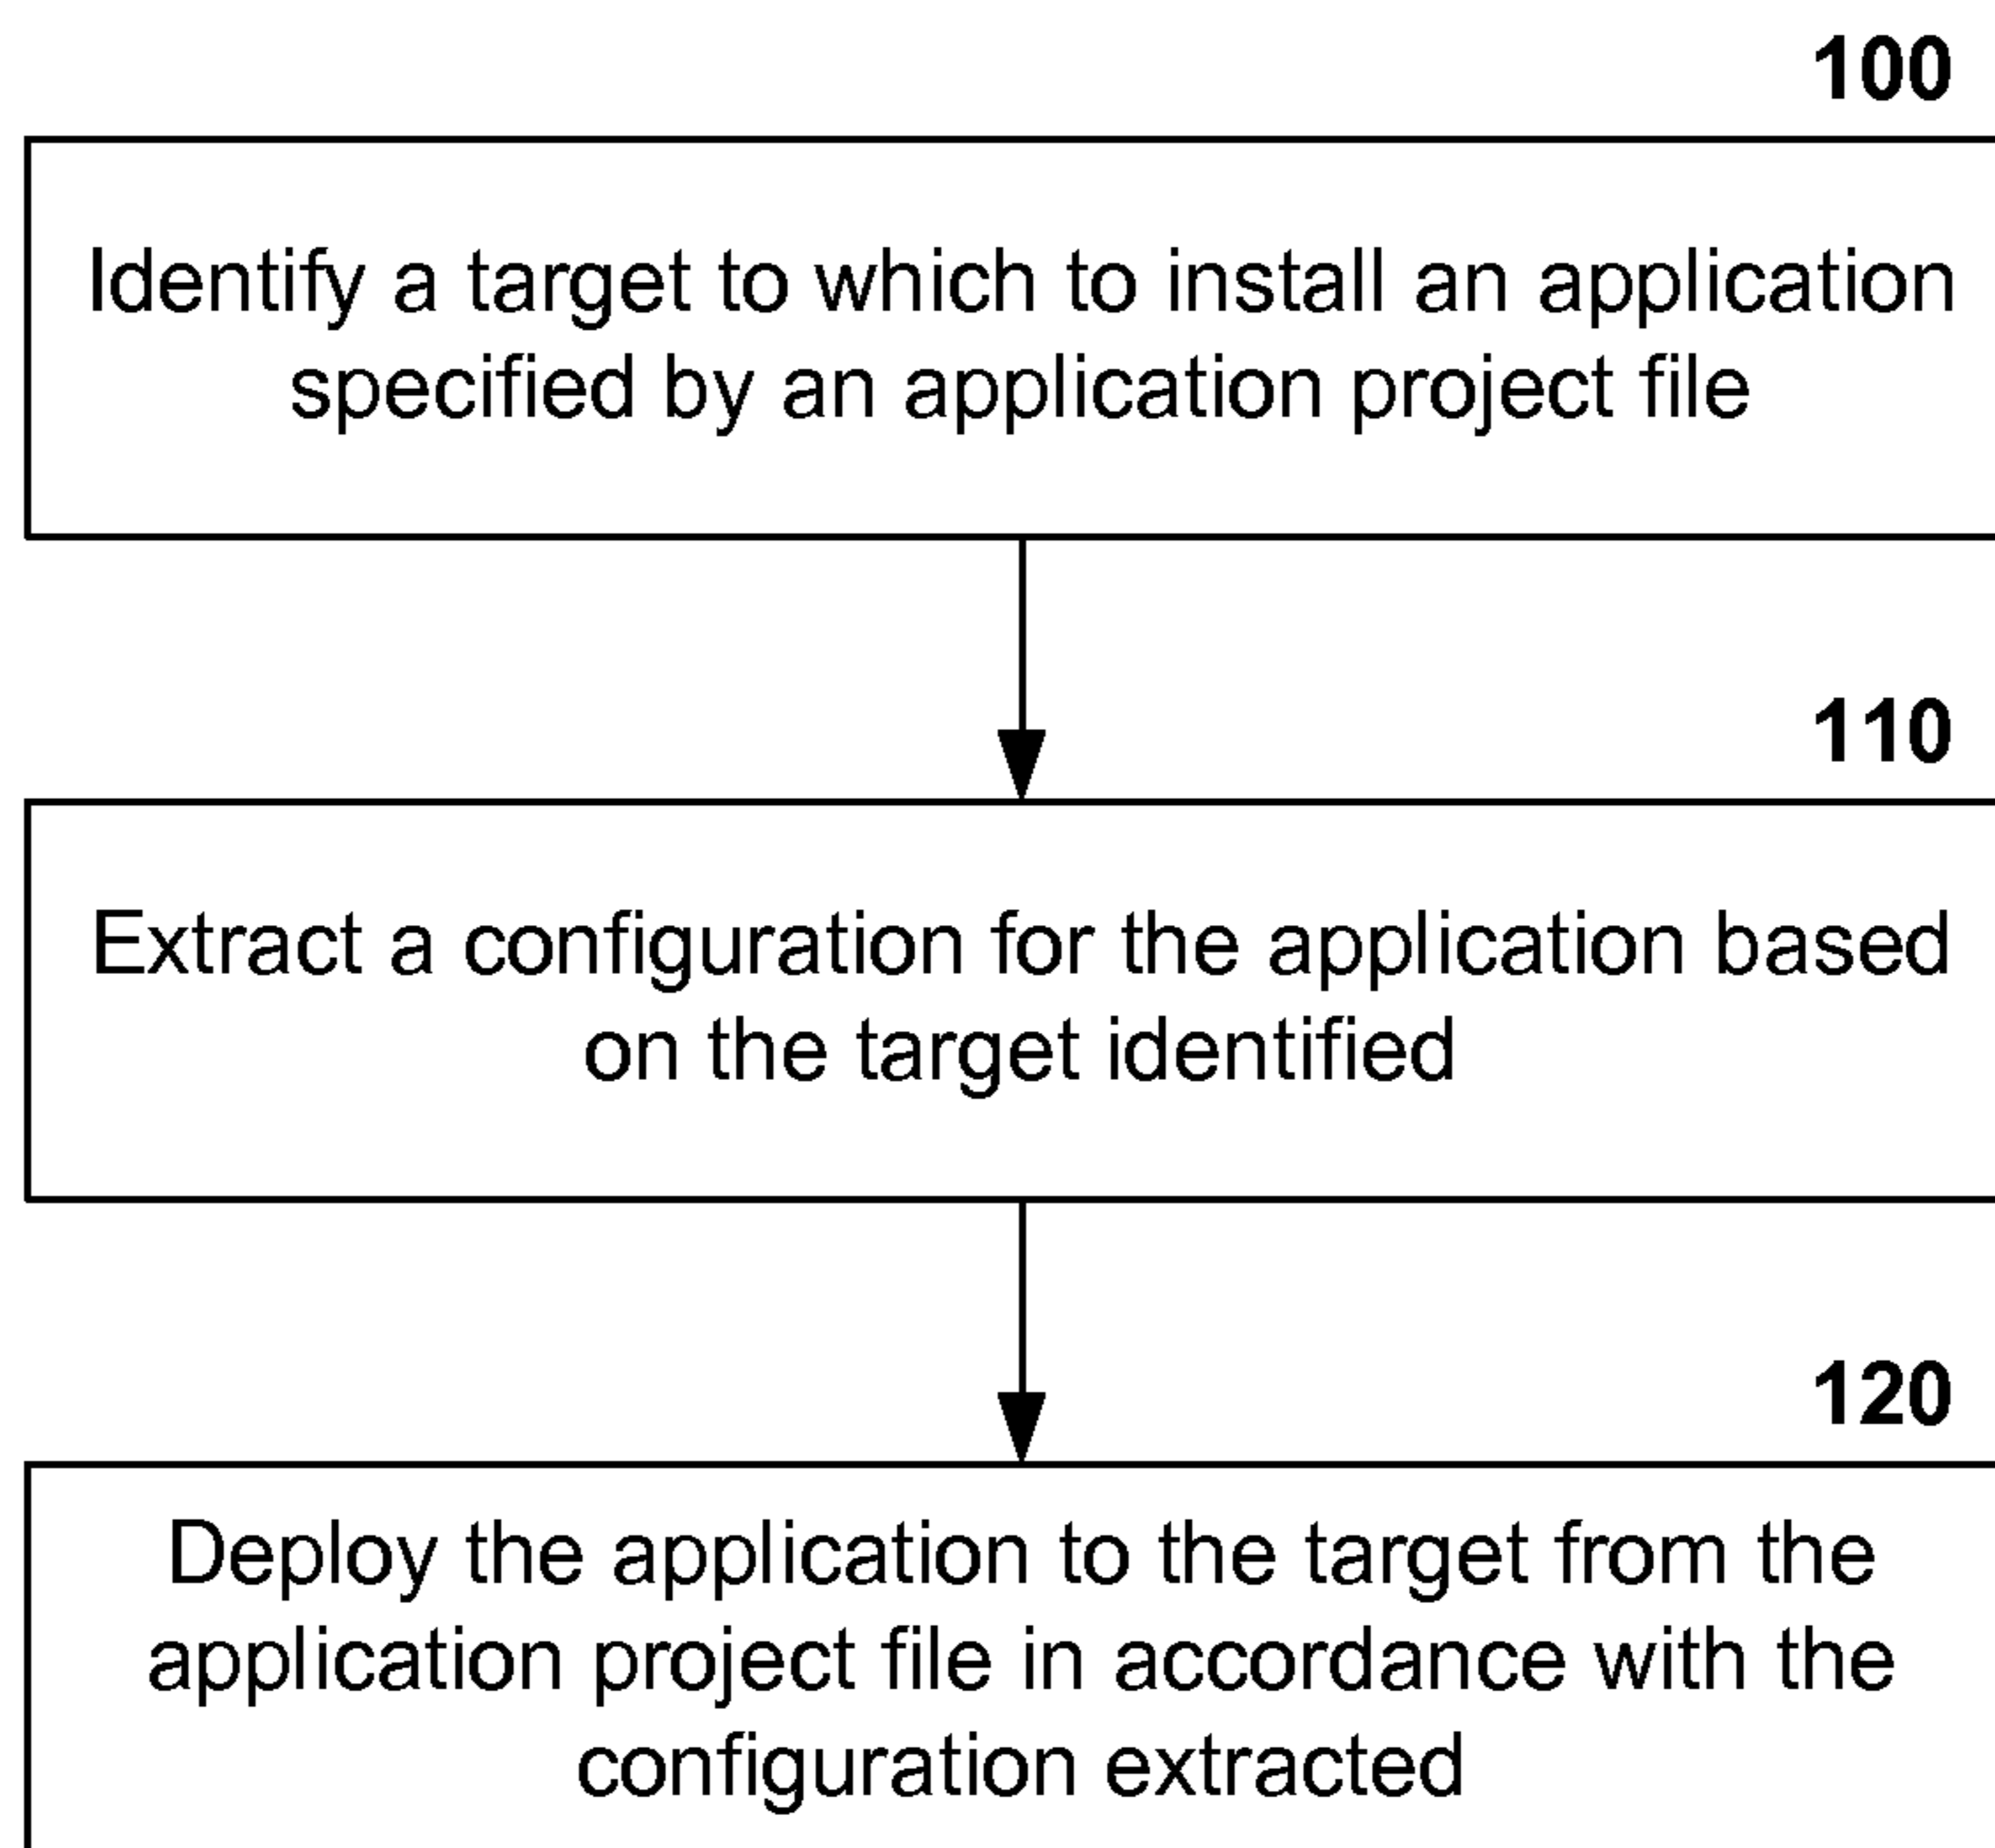 100
Identify a target to which to install an application
specified by an application project file
110
Extract a configuration for the application based
on the target identified
120
Deploy the application to the target from the
application project file in accordance with the
configuration extracted